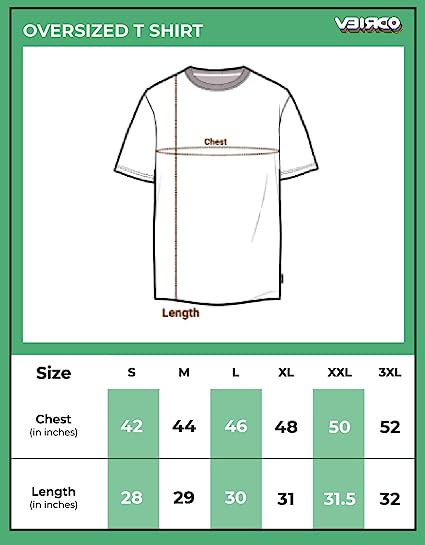 OVERSIZED T SHIRT
VEIRDO
Chest
Length
Size S M L XL XXL 3XL
Chest 42 44 46 48 50 52
(in inches)
Length 28 29 30 31 31.5 32
(in inches)